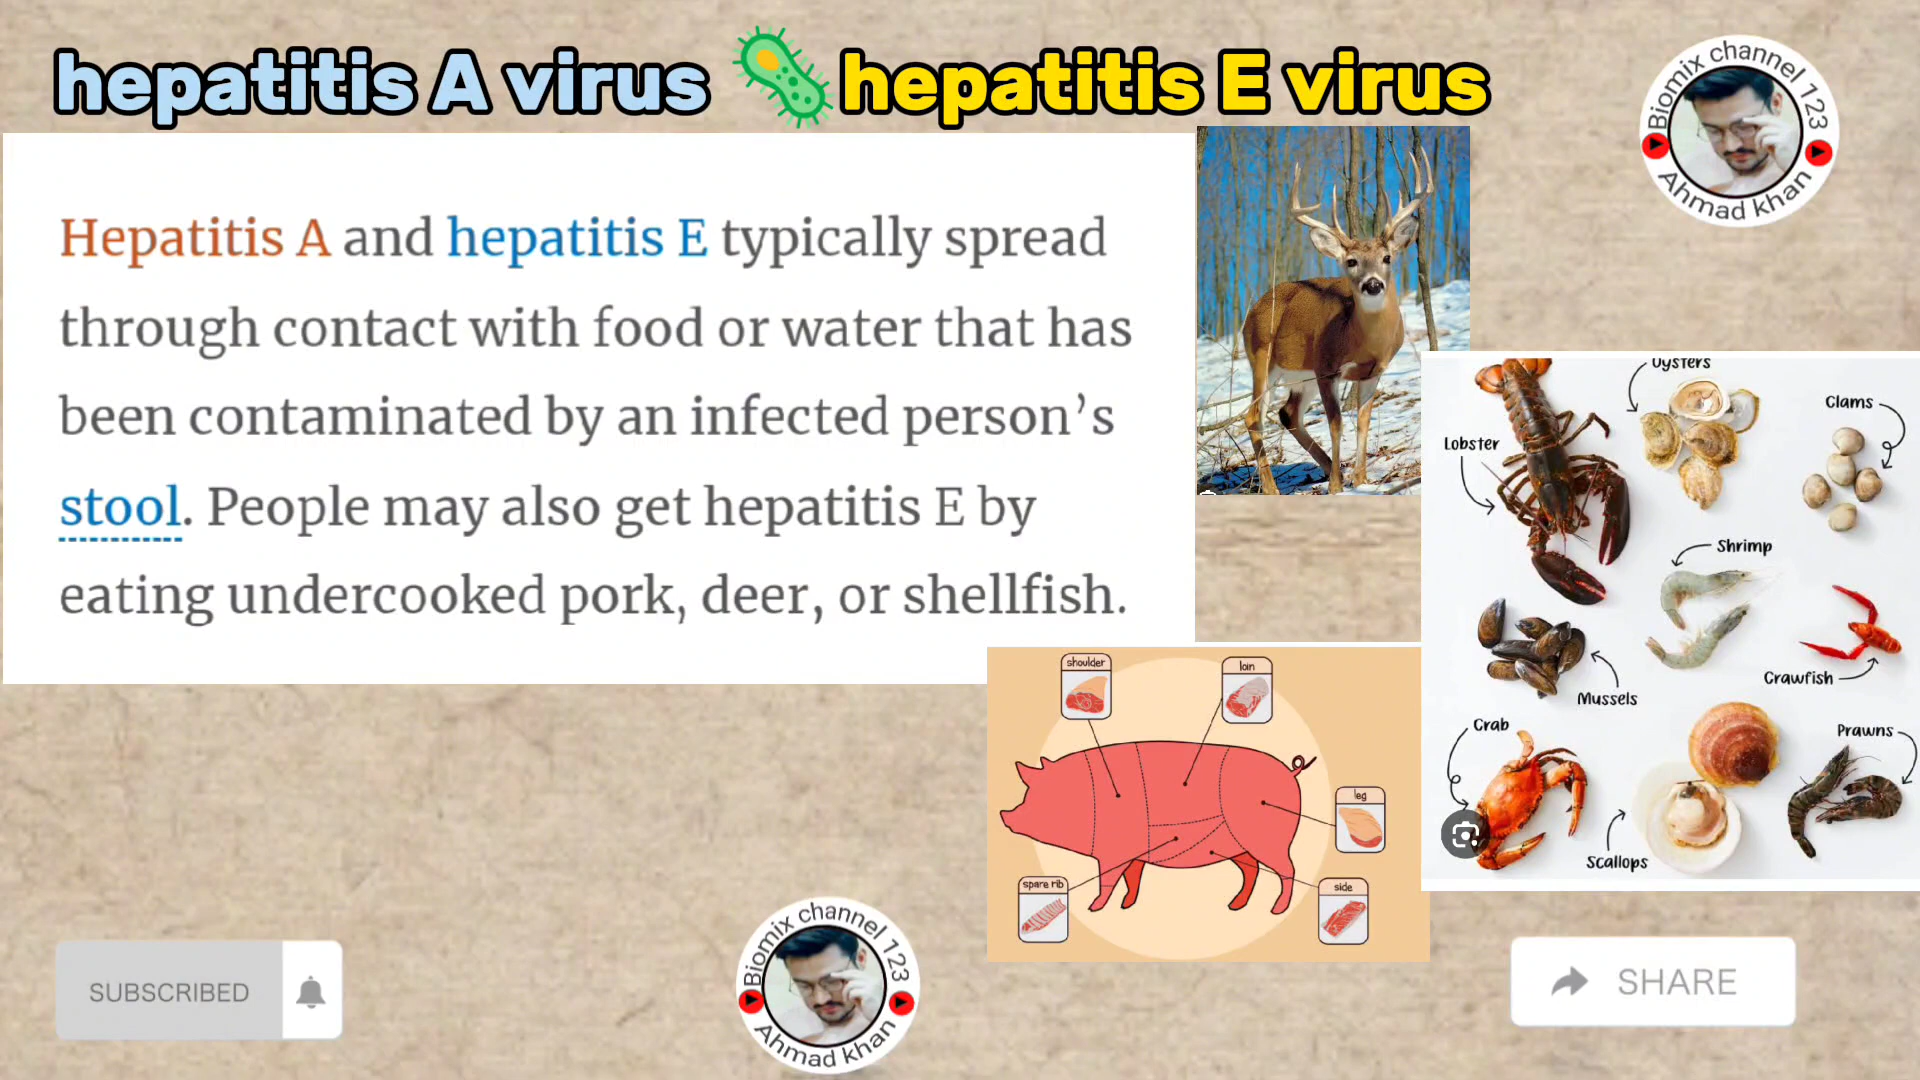 hepatitis A virus hepatitis E virus
Biomix channel 123
Ahmad khan
Hepatitis A and hepatitis E typically spread
through contact with food or water that has
been contaminated by an infected person’s
stool. People may also get hepatitis E by
eating undercooked pork, deer, or shellfish.
Oysters
Clams
Lobster
Shrimp
Crawfish
Mussels
Crab
Prawns
Scallops
shoulder
loin
leg
spare rib
side
SUBSCRIBED
Biomix channel 123
Ahmad khan
SHARE